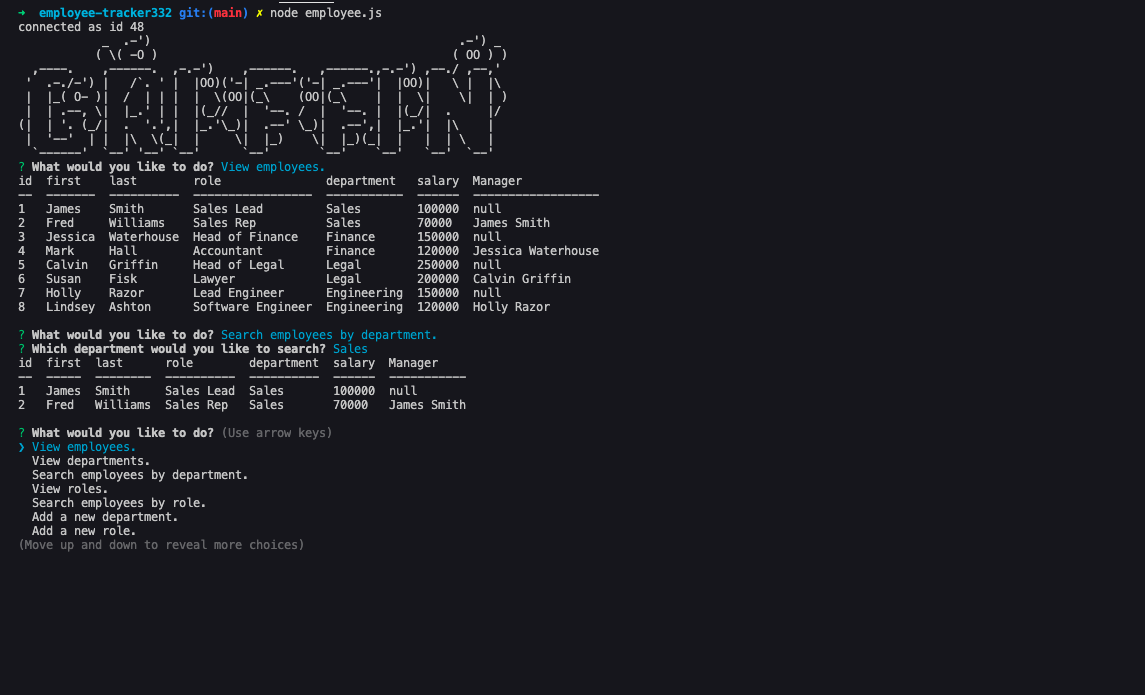 → employee-tracker332 git:(main) ✗ node employee.js
connected as id 48
? What would you like to do? View employees.
id  first    last        role               department   salary  Manager
1   James    Smith       Sales Lead         Sales        100000  null
2   Fred     Williams    Sales Rep          Sales        70000   James Smith
3   Jessica  Waterhouse  Head of Finance    Finance      150000  null
4   Mark     Hall        Accountant         Finance      120000  Jessica Waterhouse
5   Calvin   Griffin     Head of Legal      Legal        250000  null
6   Susan    Fisk        Lawyer             Legal        200000  Calvin Griffin
7   Holly    Razor       Lead Engineer      Engineering  150000  null
8   Lindsey  Ashton      Software Engineer  Engineering  120000  Holly Razor
? What would you like to do? Search employees by department.
? Which department would you like to search? Sales
id  first  last      role        department  salary  Manager
1   James  Smith     Sales Lead  Sales       100000  null
2   Fred   Williams  Sales Rep   Sales       70000   James Smith
? What would you like to do? (Use arrow keys)
❯ View employees.
View departments.
Search employees by department.
View roles.
Search employees by role.
Add a new department.
Add a new role.
(Move up and down to reveal more choices)